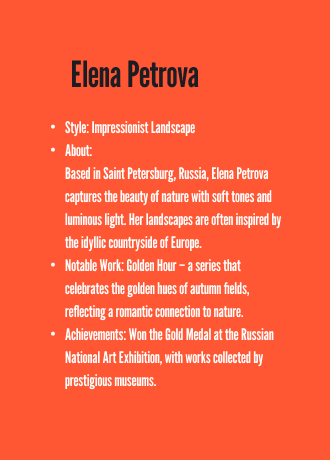 Elena Petrova
• Style: Impressionist Landscape
• About:
Based in Saint Petersburg, Russia, Elena Petrova
captures the beauty of nature with soft tones and
luminous light. Her landscapes are often inspired by
the idyllic countryside of Europe.
• Notable Work: Golden Hour – a series that
celebrates the golden hues of autumn fields,
reflecting a romantic connection to nature.
• Achievements: Won the Gold Medal at the Russian
National Art Exhibition, with works collected by
prestigious museums.